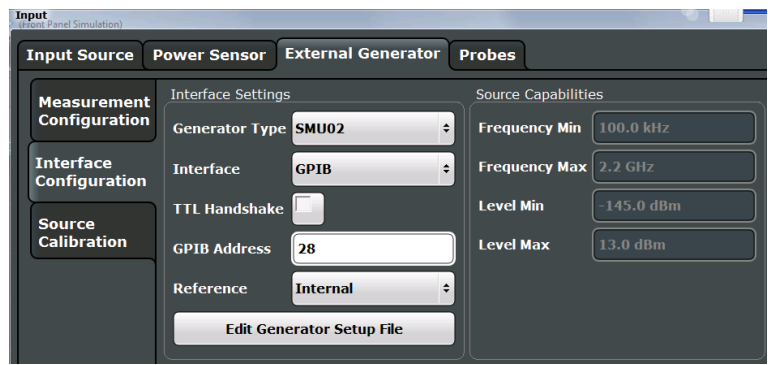 Input
(Front Panel Simulation)
Input Source Power Sensor External Generator Probes
Measurement
Configuration
Interface
Configuration
Source
Calibration
Interface Settings
Generator Type SMU02
Interface GPIB
TTL Handshake
GPIB Address 28
Reference Internal
Edit Generator Setup File
Source Capabilities
Frequency Min 100.0 kHz
Frequency Max 2.2 GHz
Level Min -145.0 dBm
Level Max 13.0 dBm